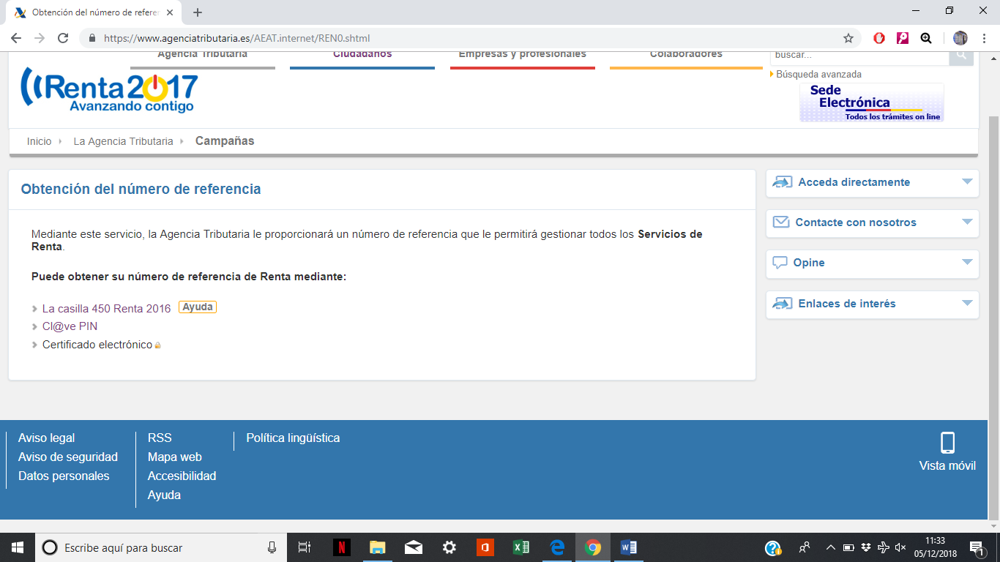 Obtención del número de referer
https://www.agenciatributaria.es/AEAT.internet/REN0.shtml
Agencia Tributaria
Ciudadanos
Empresas y profesionales
Colaboradores
buscar...
Búsqueda avanzada
Renta2017
Avanzando contigo
Sede
Electrónica
Todos los trámites on line
Inicio
La Agencia Tributaria
Campañas
Obtención del número de referencia
Mediante este servicio, la Agencia Tributaria le proporcionará un número de referencia que le permitirá gestionar todos los Servicios de
Renta.
Puede obtener su número de referencia de Renta mediante:
La casilla 450 Renta 2016 Ayuda
Cl@ve PIN
Certificado electrónico
Acceda directamente
Contacte con nosotros
Opine
Enlaces de interés
Aviso legal
Aviso de seguridad
Datos personales
RSS
Mapa web
Accesibilidad
Ayuda
Política lingüística
Vista móvil
Escribe aquí para buscar
11:33
05/12/2018
1